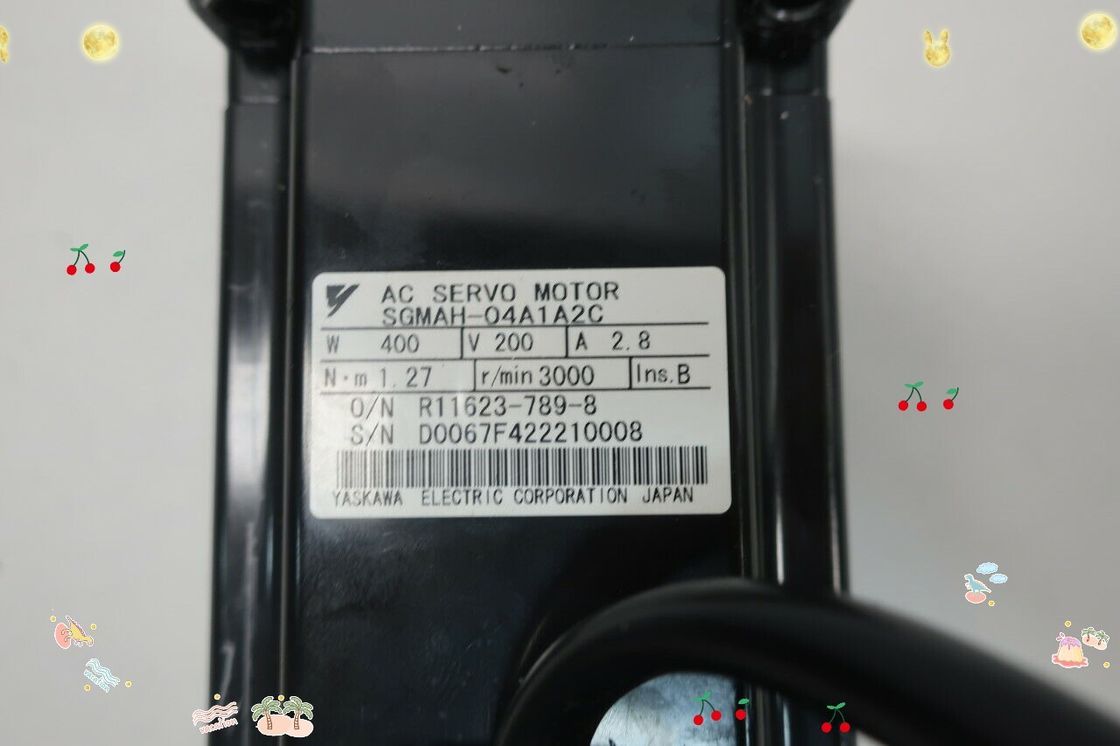 AC SERVO MOTOR
SGMAH-04A1A2C
W 400 V 200 A 2.8
N·m 1.27 r/min 3000 Ins. B
O/N R11623-789-8
S/N D0067F422210008
YASKAWA ELECTRIC CORPORATION JAPAN